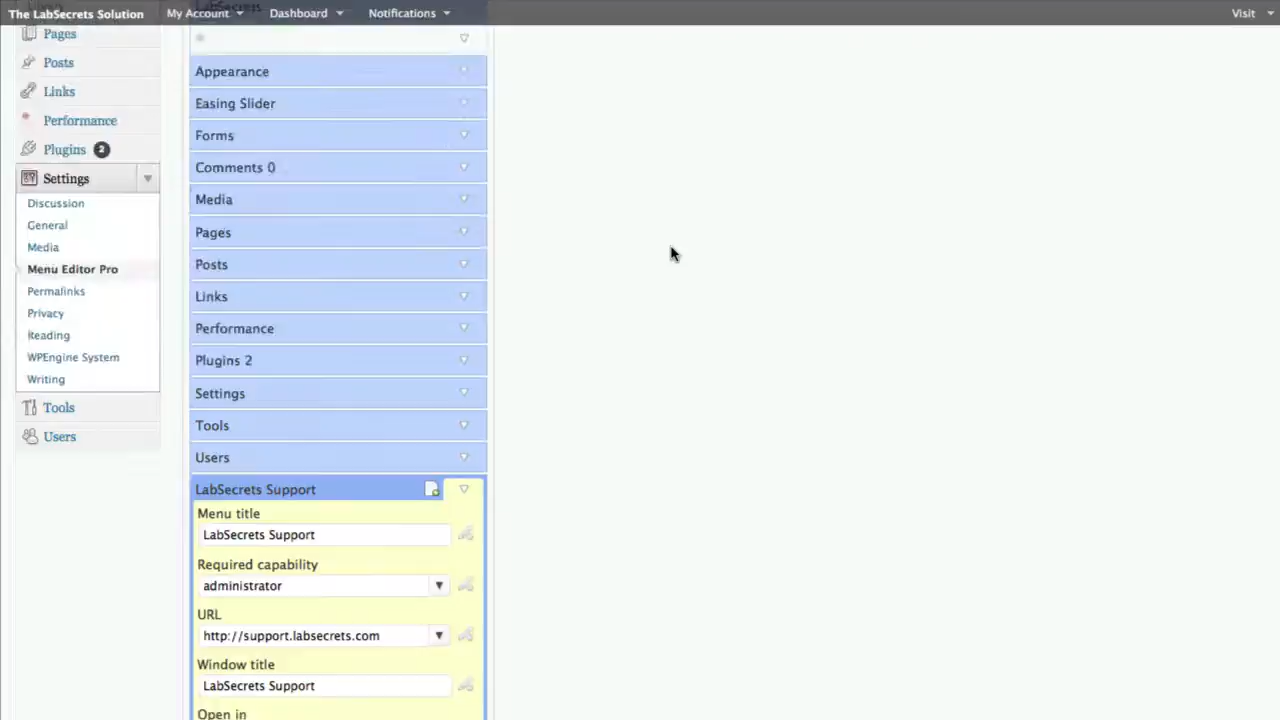 The LabSecrets Solution
My Account
Dashboard
Notifications
Visit
Pages
Posts
Links
Performance
Plugins 2
Settings
Discussion
General
Media
Menu Editor Pro
Permalinks
Privacy
Reading
WPEngine System
Writing
Tools
Users
LabSecrets
Appearance
Easing Slider
Forms
Comments 0
Media
Pages
Posts
Links
Performance
Plugins 2
Settings
Tools
Users
LabSecrets Support
Menu title
LabSecrets Support
Required capability
administrator
URL
http://support.labsecrets.com
Window title
LabSecrets Support
Open in